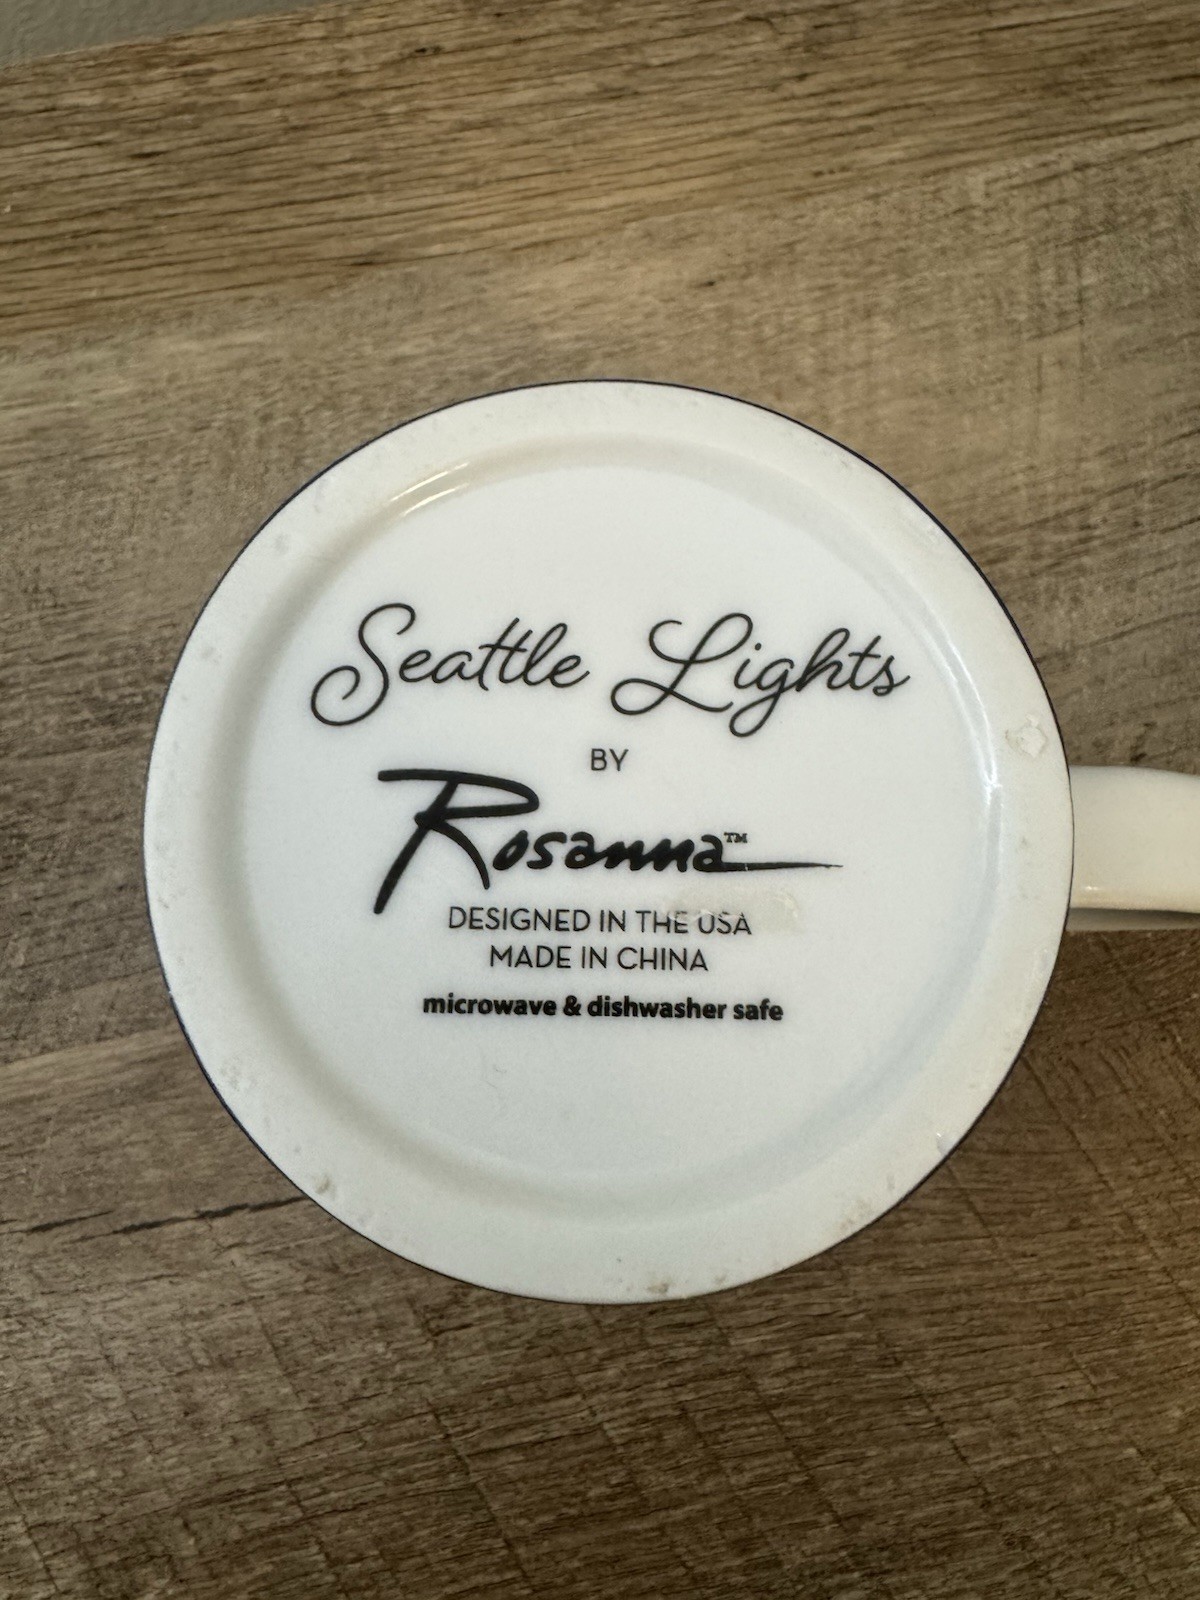 Seattle Lights
BY
Rosanna™
DESIGNED IN THE USA
MADE IN CHINA
microwave & dishwasher safe